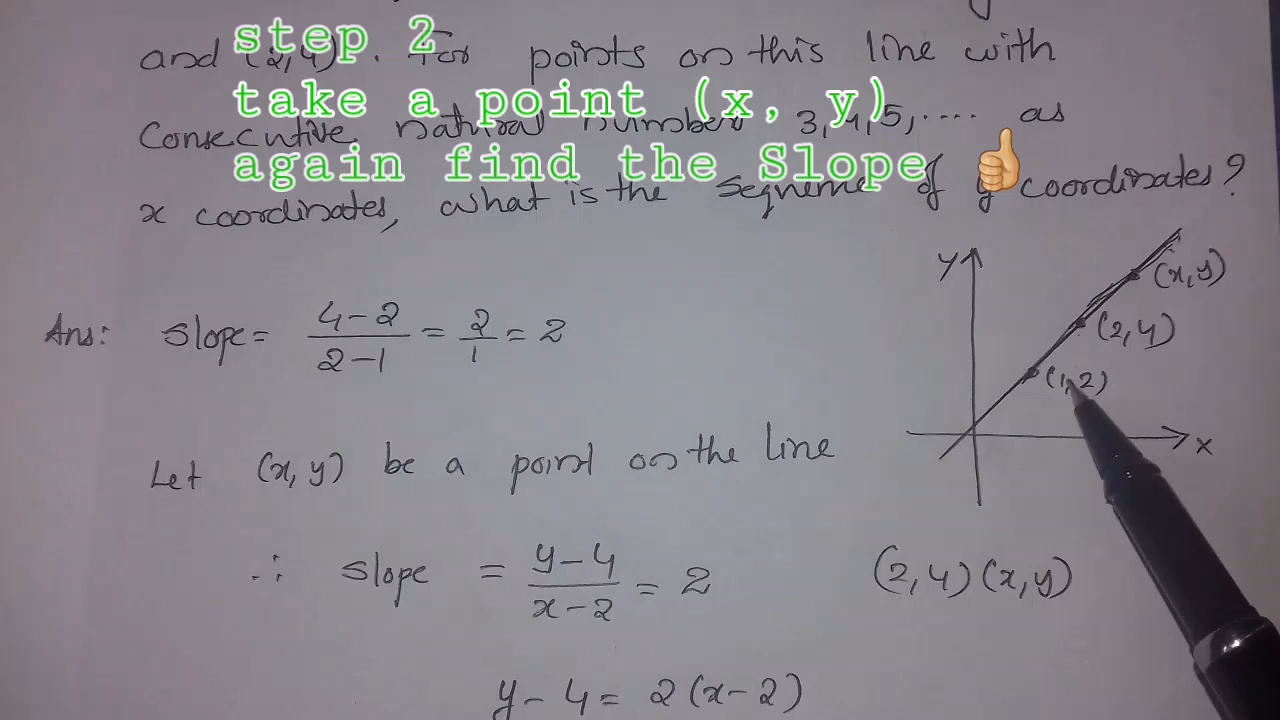 step 2
take a point (x, y)
again find the Slope
and (2,4). For points on this line with
Consecutive natural number 3,4,5,.... as
x coordinates, what is the seqneme of y coordinates?
Y
(x,y)
(2,4)
(1,2)
X
Ans: slope = 4-2 / 2-1 = 2/1 = 2
Let (x,y) be a point on the line
∴ slope = y-4 / x-2 = 2
(2,4) (x,y)
y-4 = 2(x-2)